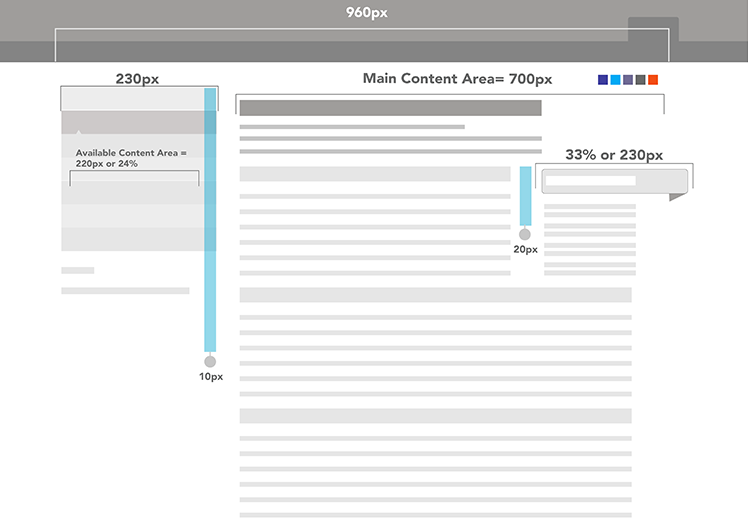 960px
230px
Main Content Area= 700px
Available Content Area =
220px or 24%
33% or 230px
20px
10px